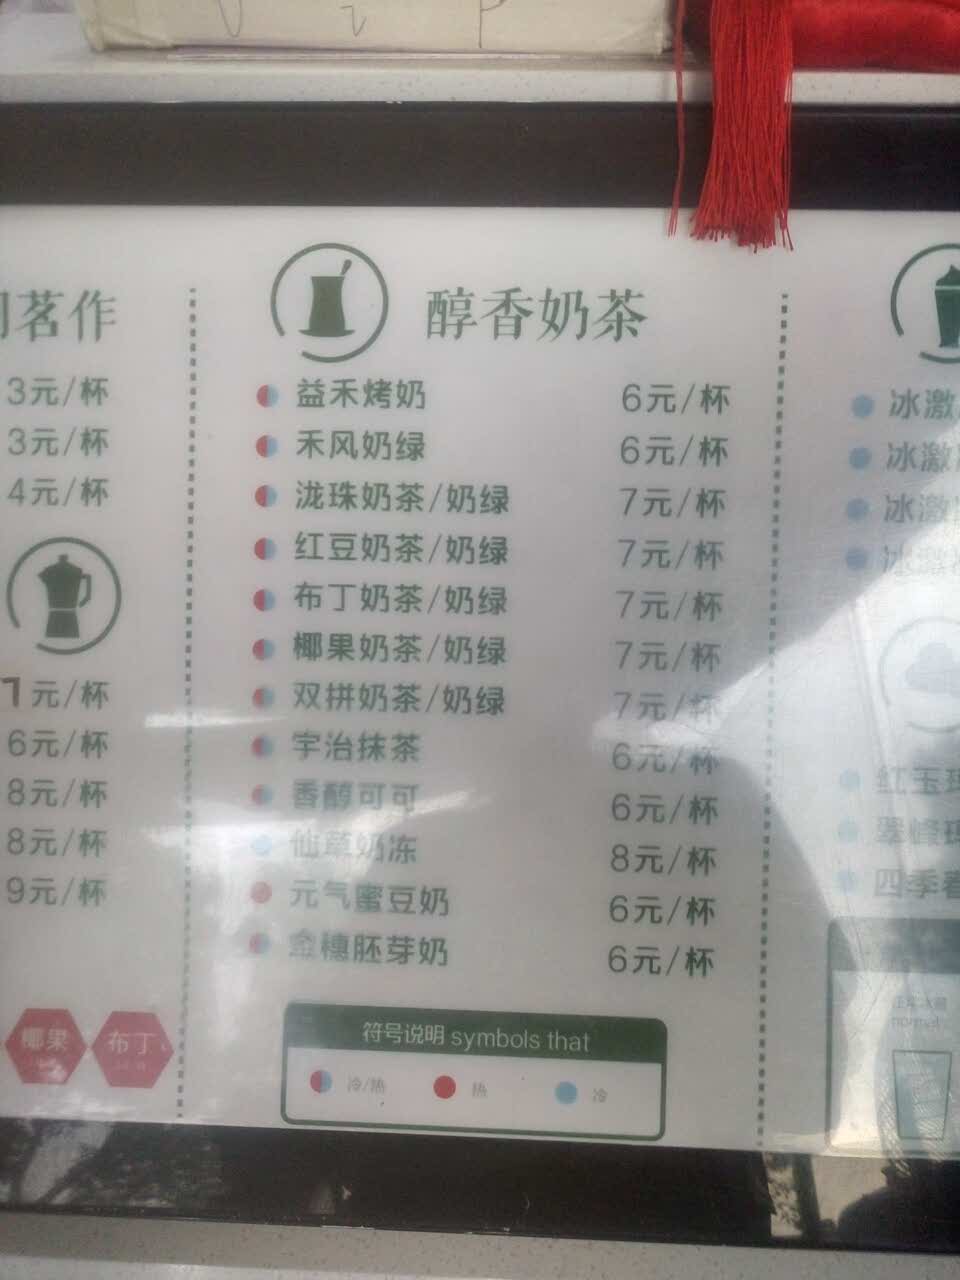 茗作
3元/杯
3元/杯
4元/杯
1元/杯
6元/杯
8元/杯
8元/杯
9元/杯
椰果
布丁
醇香奶茶
益禾烤奶 6元/杯
禾风奶绿 6元/杯
泷珠奶茶/奶绿 7元/杯
红豆奶茶/奶绿 7元/杯
布丁奶茶/奶绿 7元/杯
椰果奶茶/奶绿 7元/杯
双拼奶茶/奶绿 7元/杯
宇治抹茶 6元/杯
香醇可可 6元/杯
仙草奶冻 8元/杯
元气蜜豆奶 6元/杯
金穗胚芽奶 6元/杯
符号说明 symbols that
冷/热 热 冷
冰激
冰激
冰激
冰激
红玉
翠峰
四季春
normal